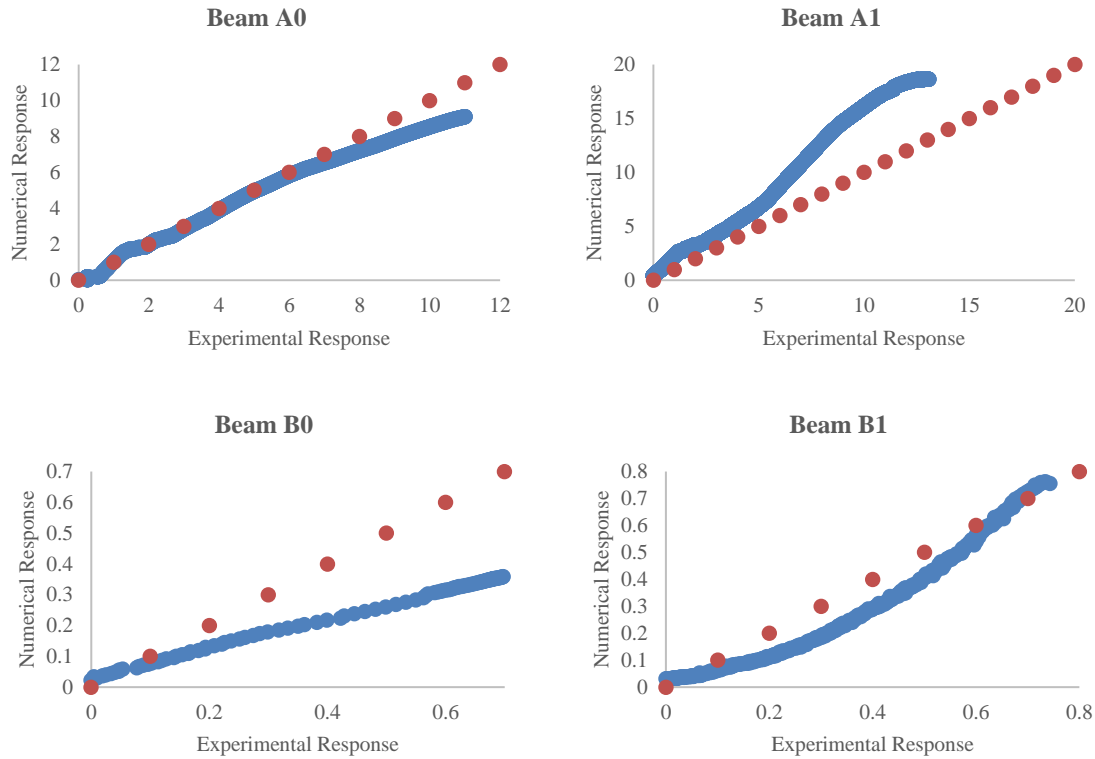 Beam A0
Numerical Response
12
10
8
6
4
2
0
0 2 4 6 8 10 12
Experimental Response
Beam A1
Numerical Response
20
15
10
5
0
0 5 10 15 20
Experimental Response
Beam B0
Numerical Response
0.7
0.6
0.5
0.4
0.3
0.2
0.1
0
0 0.2 0.4 0.6
Experimental Response
Beam B1
Numerical Response
0.8
0.7
0.6
0.5
0.4
0.3
0.2
0.1
0
0 0.2 0.4 0.6 0.8
Experimental Response